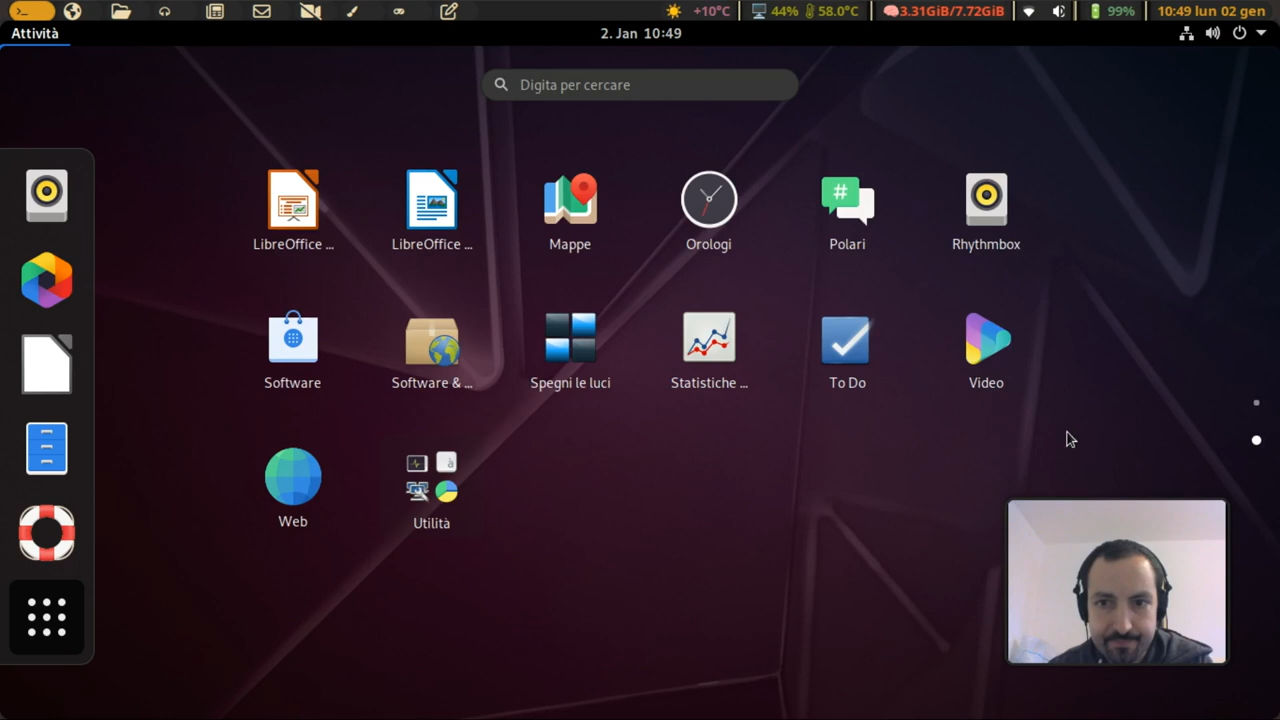 +10°C 44% 58.0°C 3.31GiB/7.72GiB 99% 10:49 lun 02 gen
Attività
2. Jan 10:49
Digita per cercare
LibreOffice ...
LibreOffice ...
Mappe
Orologi
Polari
Rhythmbox
Software
Software & ...
Spegni le luci
Statistiche ...
To Do
Video
Web
Utilità